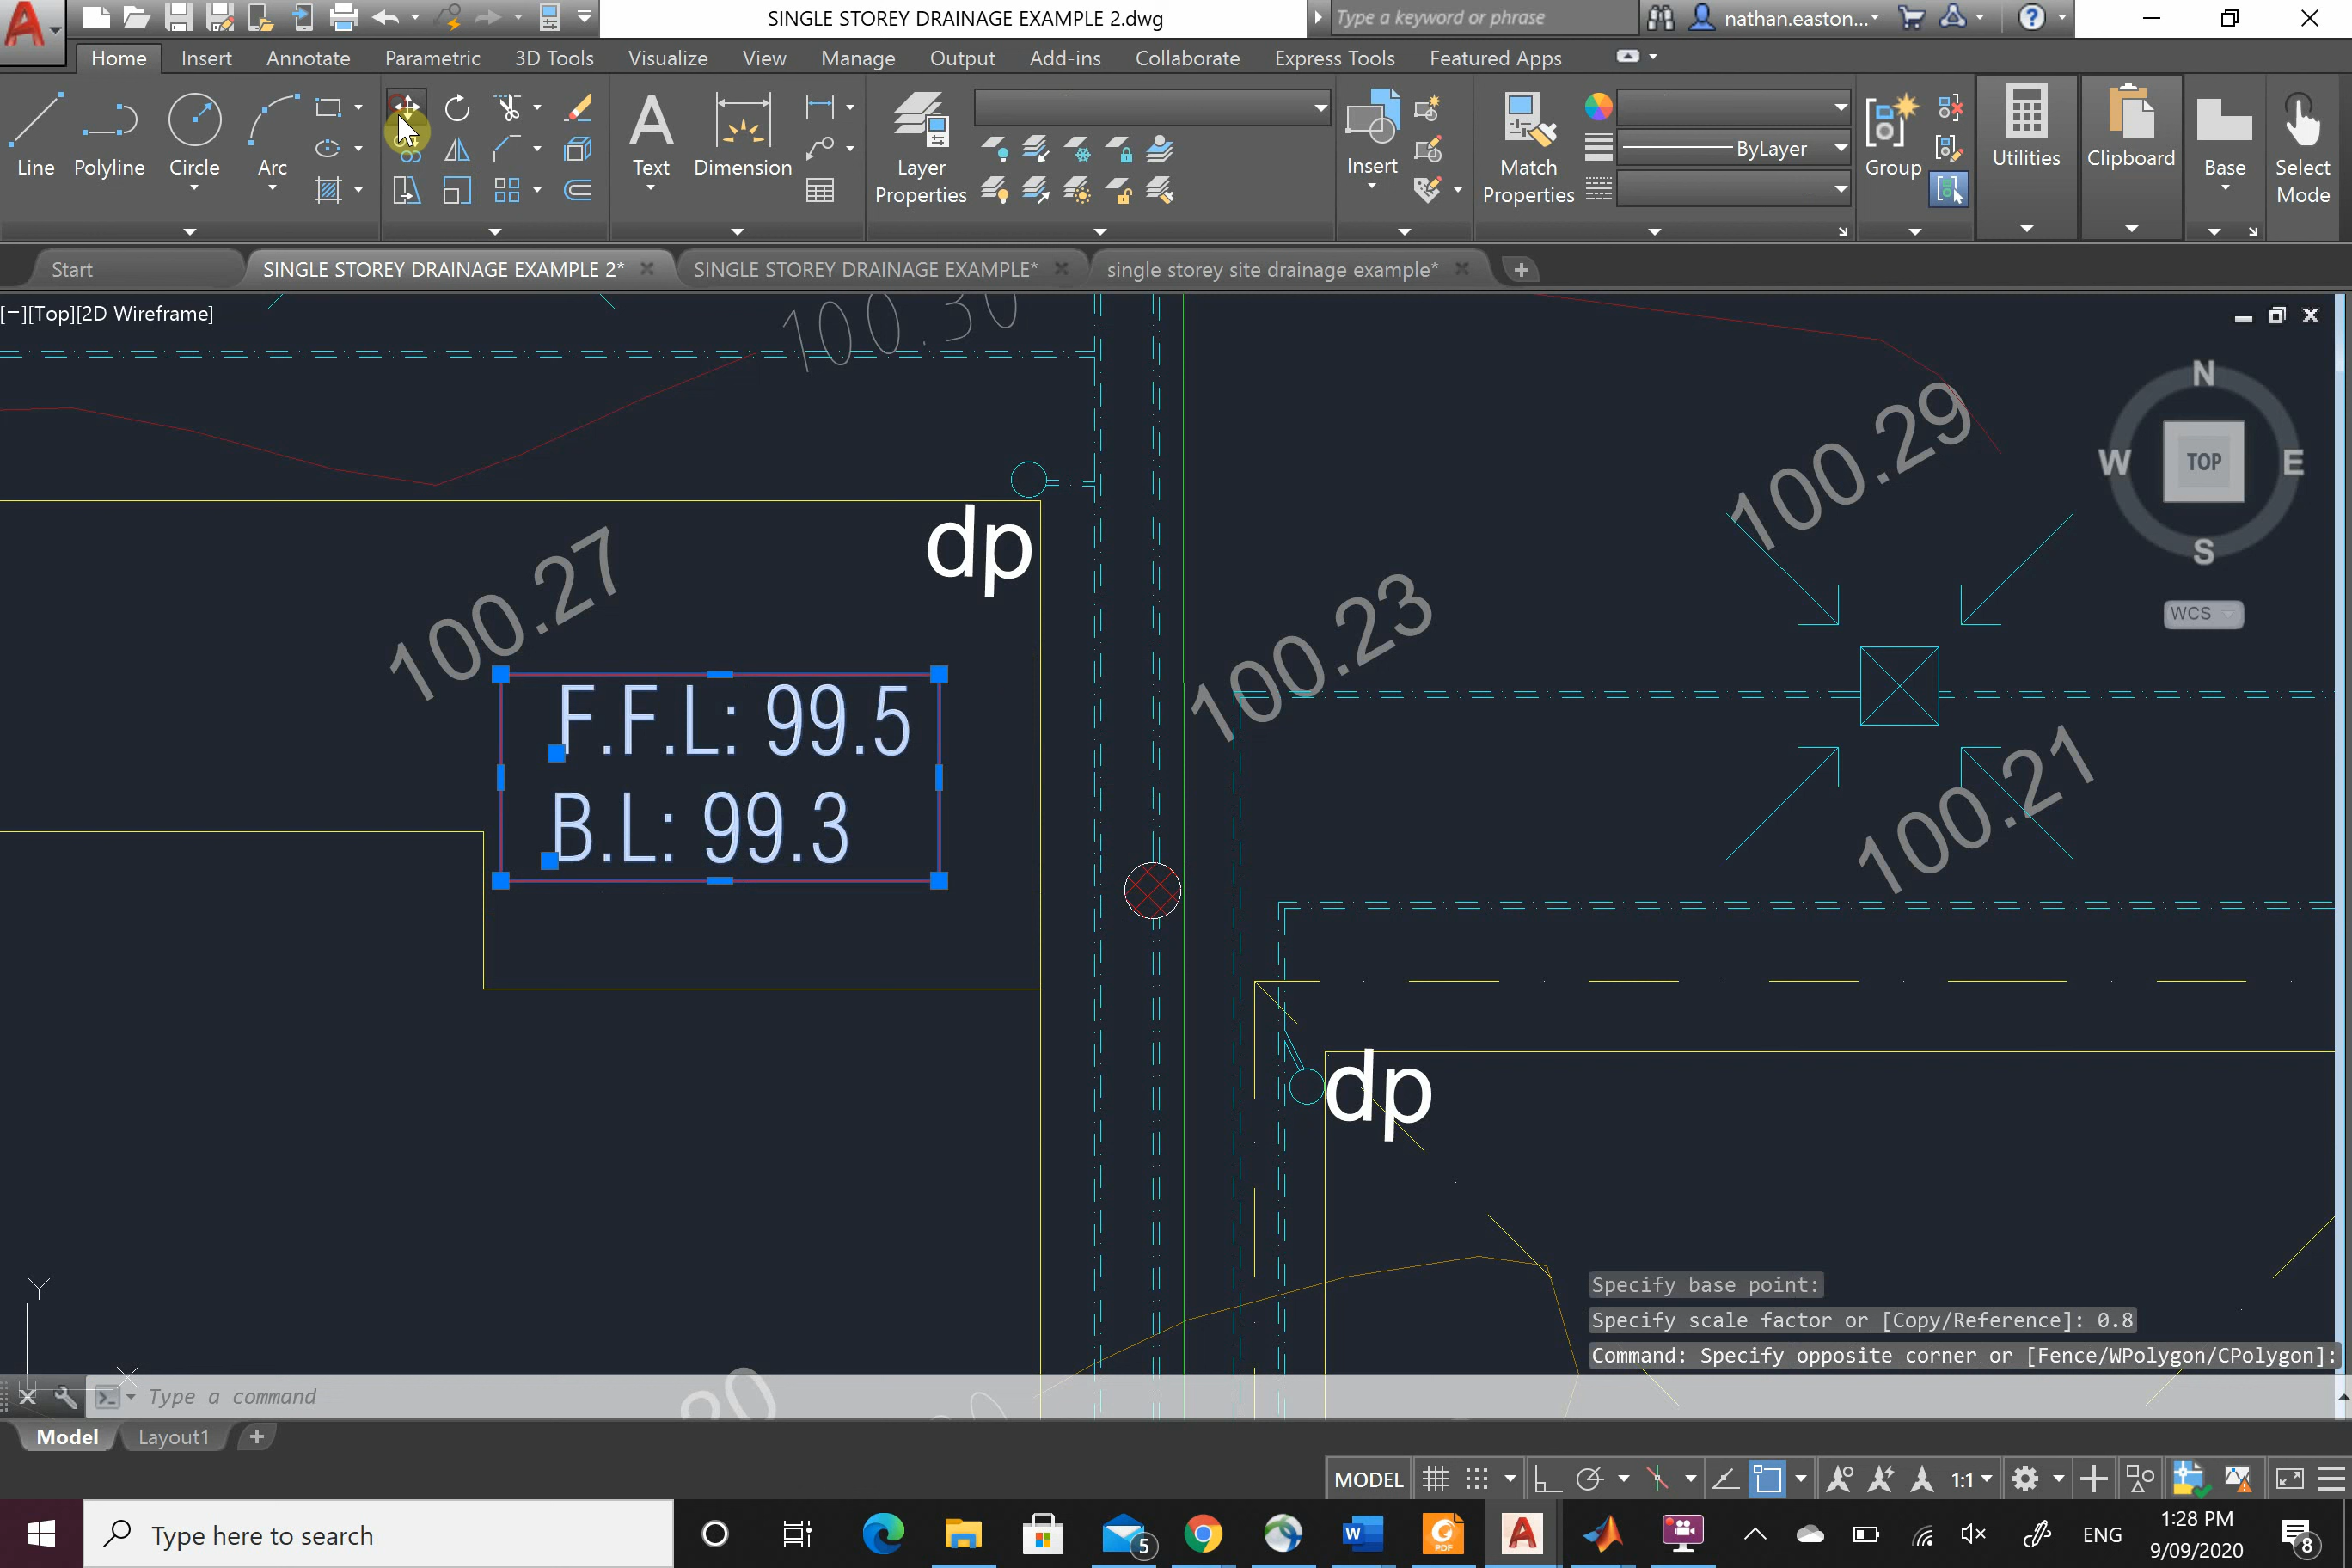 SINGLE STOREY DRAINAGE EXAMPLE 2.dwg
Type a keyword or phrase
nathan.easton...
Home Insert Annotate Parametric 3D Tools Visualize View Manage Output Add-ins Collaborate Express Tools Featured Apps
Line Polyline Circle Arc
Text Dimension
Layer Properties
Insert
Match Properties
ByLayer
Group
Utilities
Clipboard
Base
Select Mode
Start
SINGLE STOREY DRAINAGE EXAMPLE 2*
SINGLE STOREY DRAINAGE EXAMPLE*
single storey site drainage example*
[−][Top][2D Wireframe]
100.30
100.29
N
W TOP E
S
WCS
dp
100.27
100.23
F.F.L: 99.5
B.L: 99.3
100.21
dp
Y
X
Specify base point:
Specify scale factor or [Copy/Reference]: 0.8
Command: Specify opposite corner or [Fence/WPolygon/CPolygon]:
Type a command
Model Layout1
MODEL
1:1
Type here to search
5
PDF
ENG
1:28 PM
9/09/2020
8